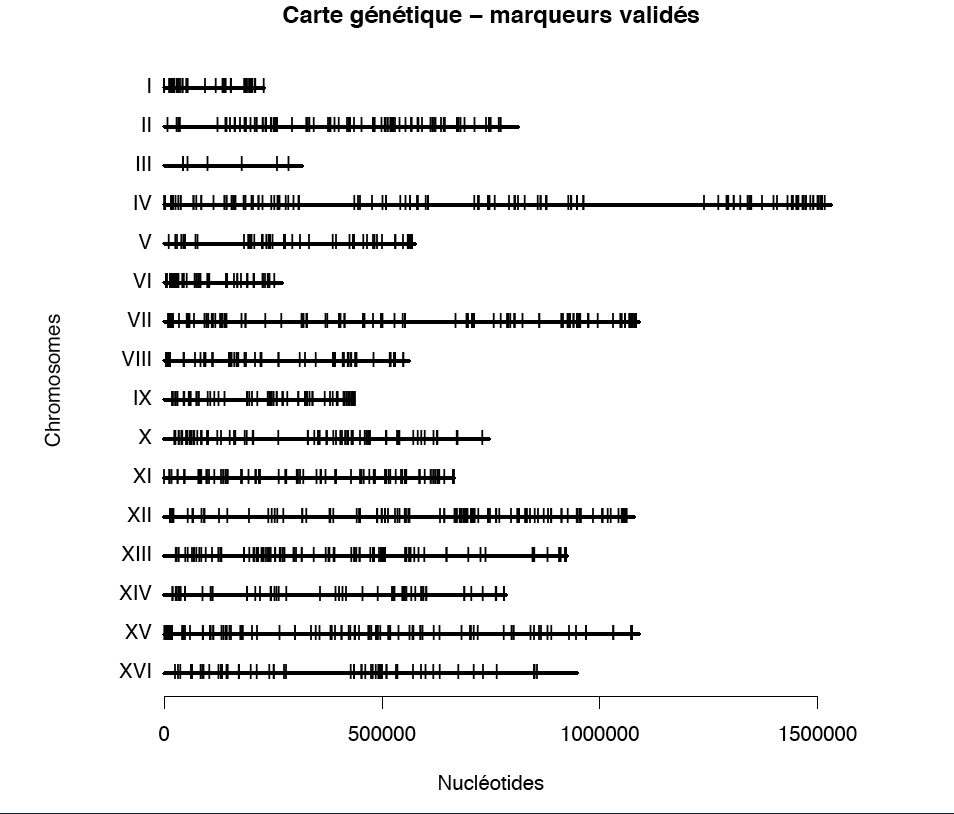 Carte génétique – marqueurs validés
Chromosomes
I
II
III
IV
V
VI
VII
VIII
IX
X
XI
XII
XIII
XIV
XV
XVI
0 500000 1000000 1500000
Nucléotides